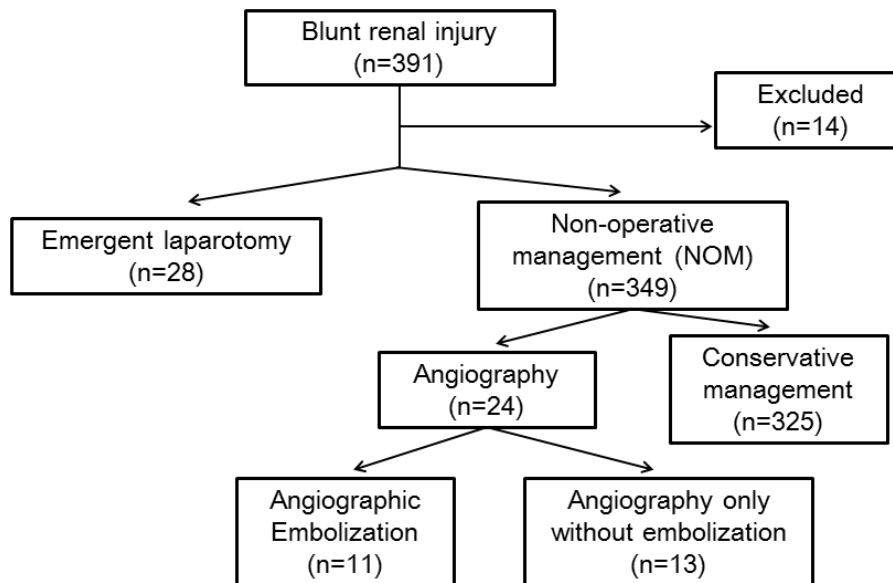 Blunt renal injury
(n=391)
Excluded
(n=14)
Emergent laparotomy
(n=28)
Non-operative
management (NOM)
(n=349)
Angiography
(n=24)
Conservative
management
(n=325)
Angiographic
Embolization
(n=11)
Angiography only
without embolization
(n=13)